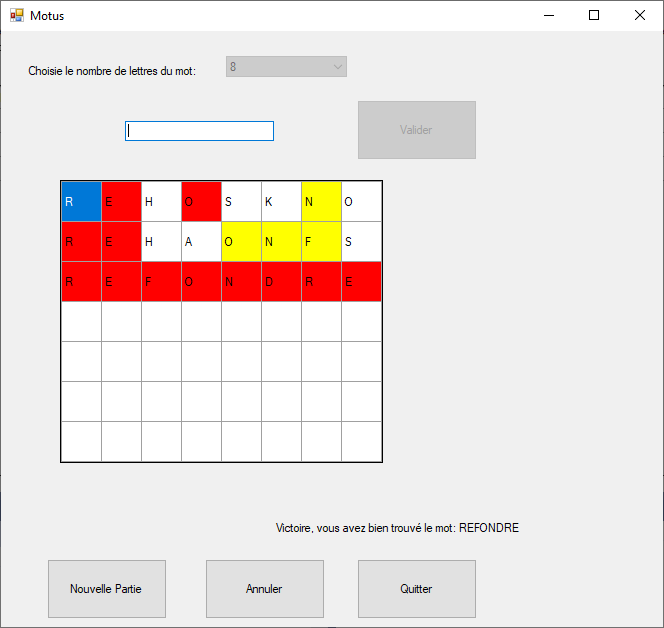 Motus
Choisie le nombre de lettres du mot: 8
Valider
R E H O S K N O
R E H A O N F S
R E F O N D R E
Victoire, vous avez bien trouvé le mot: REFONDRE
Nouvelle Partie Annuler Quitter